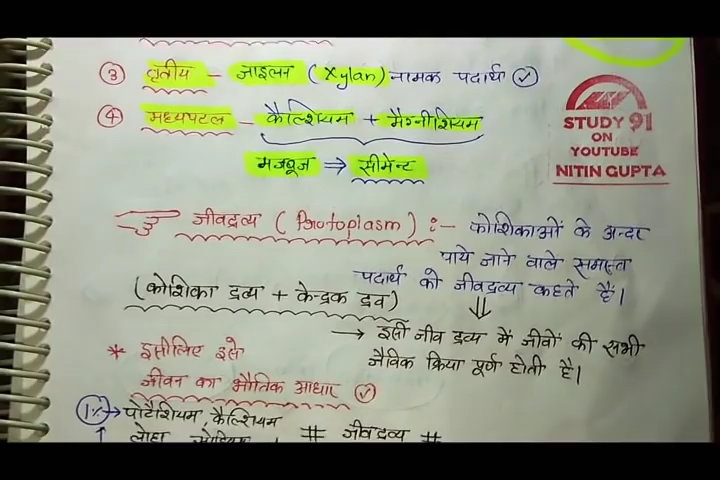 ③ तृतीय - जाइलन (Xylan) नामक पदार्थ
④ मध्यपटल - कैल्शियम + मैग्नीशियम
मजबूत ⇒ सीमेन्ट
STUDY 91
ON
YOUTUBE
NITIN GUPTA
जीवद्रव्य (Protoplasm) :- कोशिकाओं के अन्दर
पाये जाने वाले समस्त
पदार्थ को जीवद्रव्य कहते हैं।
(कोशिका द्रव्य + केन्द्रक द्रव)
→ इसी जीव द्रव्य में जीवों की सभी
जैविक क्रिया पूर्ण होती है।
* इसीलिए इसे
जीवन का भौतिक आधार
1% → पोटैशियम, कैल्शियम
लोहा
# जीवद्रव्य #